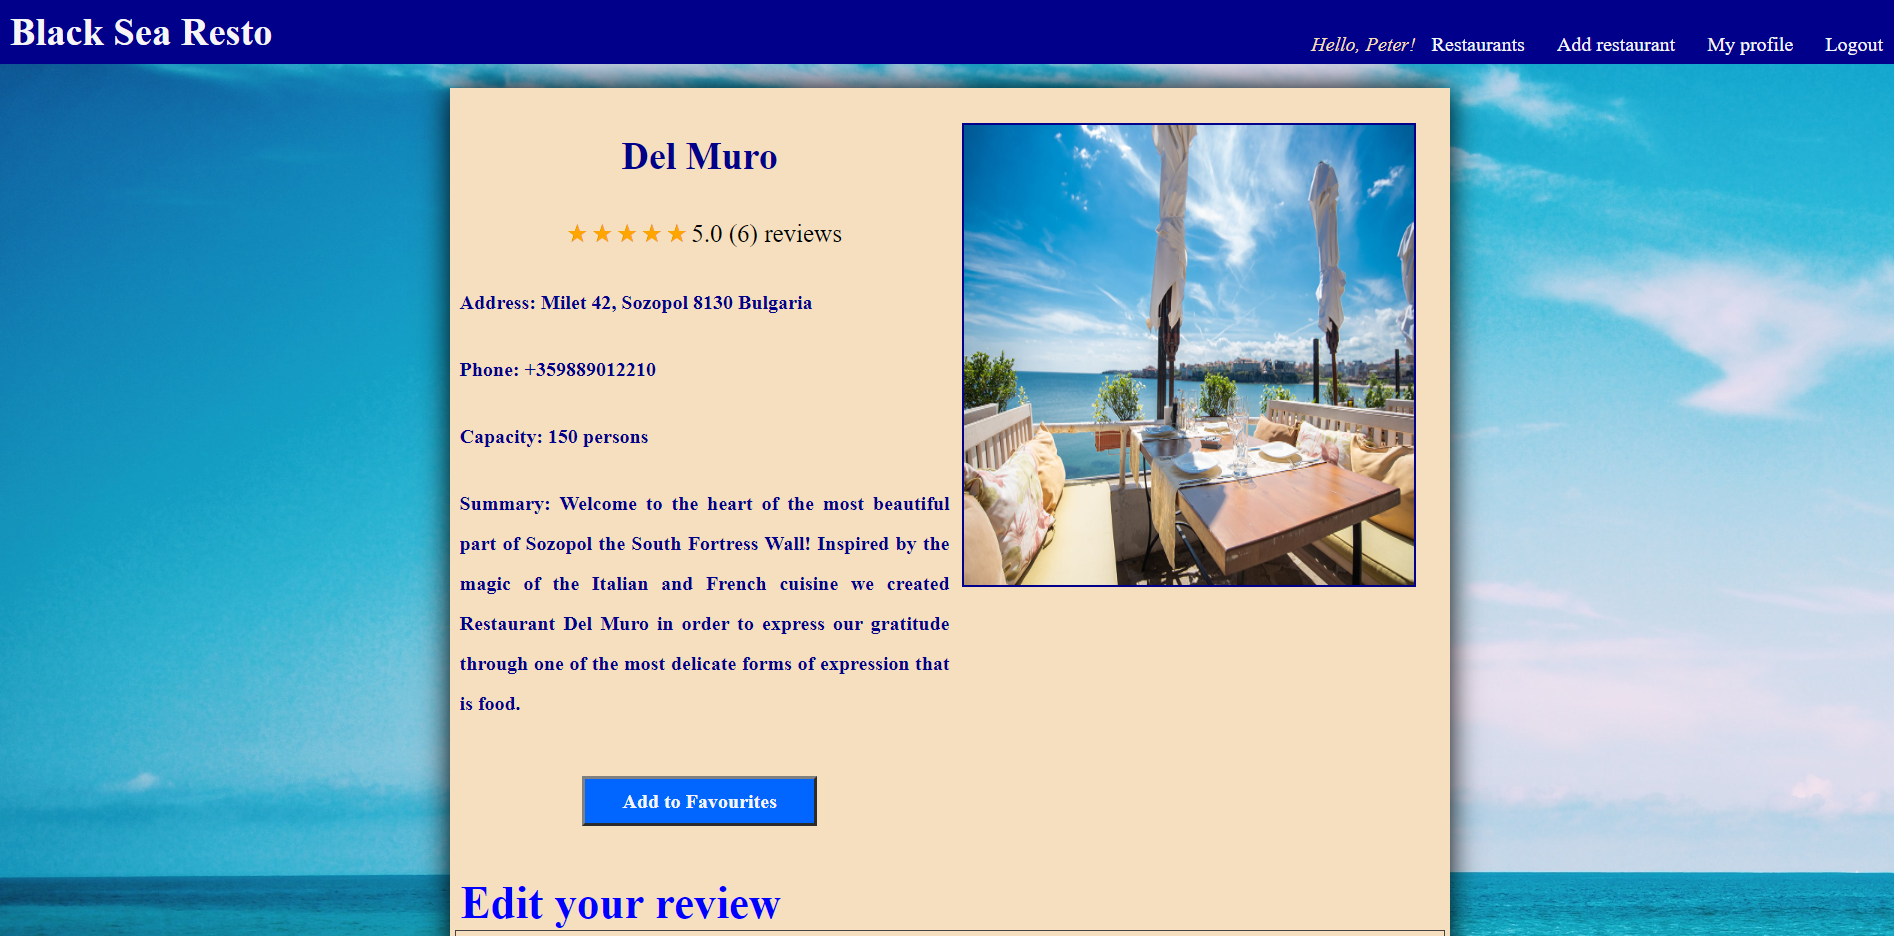 Black Sea Resto
Hello, Peter! Restaurants Add restaurant My profile Logout
Del Muro
★★★★★ 5.0 (6) reviews
Address: Milet 42, Sozopol 8130 Bulgaria
Phone: +359889012210
Capacity: 150 persons
Summary: Welcome to the heart of the most beautiful
part of Sozopol the South Fortress Wall! Inspired by the
magic of the Italian and French cuisine we created
Restaurant Del Muro in order to express our gratitude
through one of the most delicate forms of expression that
is food.
Add to Favourites
Edit your review